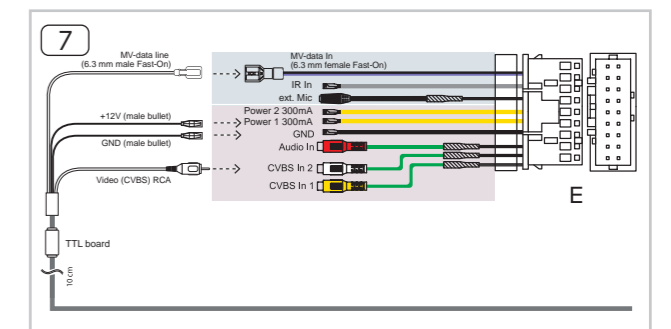 7
MV-data line
(6.3 mm male Fast-On)
MV-data In
(6.3 mm female Fast-On)
IR In
ext. Mic
+12V (male bullet)
Power 2 300mA
Power 1 300mA
GND
GND (male bullet)
Audio In
Video (CVBS) RCA
CVBS In 2
CVBS In 1
E
TTL board
10 cm